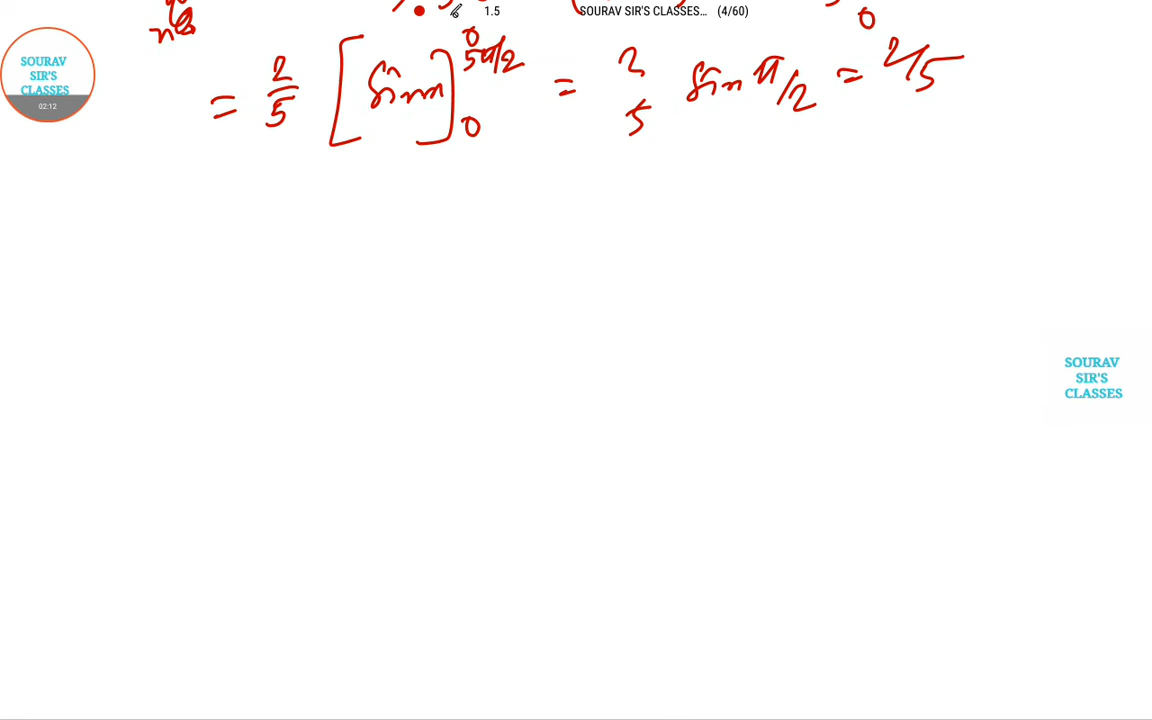 1.5 SOURAV SIR'S CLASSES... (4/60)
0
SOURAV
SIR'S
CLASSES
02:12
= 2/5 [sin x]_0^{5π/2} = 2 5 sin π/2 = 2/5
SOURAV
SIR'S
CLASSES